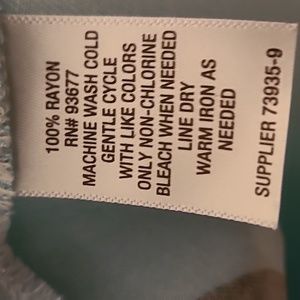 100% RAYON
RN# 93677
MACHINE WASH COLD
GENTLE CYCLE
WITH LIKE COLORS
ONLY NON-CHLORINE
BLEACH WHEN NEEDED
LINE DRY
WARM IRON AS
NEEDED
SUPPLIER 73935-9